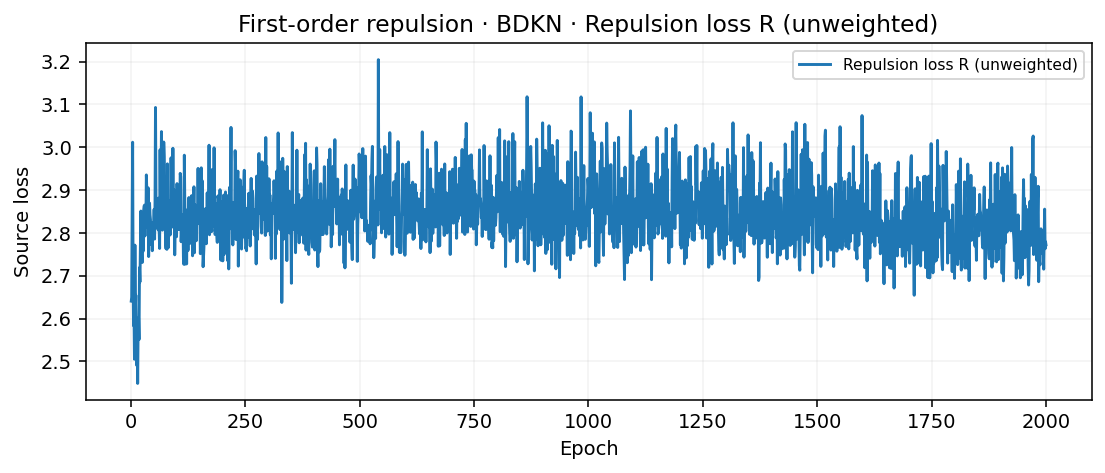 First-order repulsion · BDKN · Repulsion loss R (unweighted)
Repulsion loss R (unweighted)
Source loss
3.2
3.1
3.0
2.9
2.8
2.7
2.6
2.5
0 250 500 750 1000 1250 1500 1750 2000
Epoch